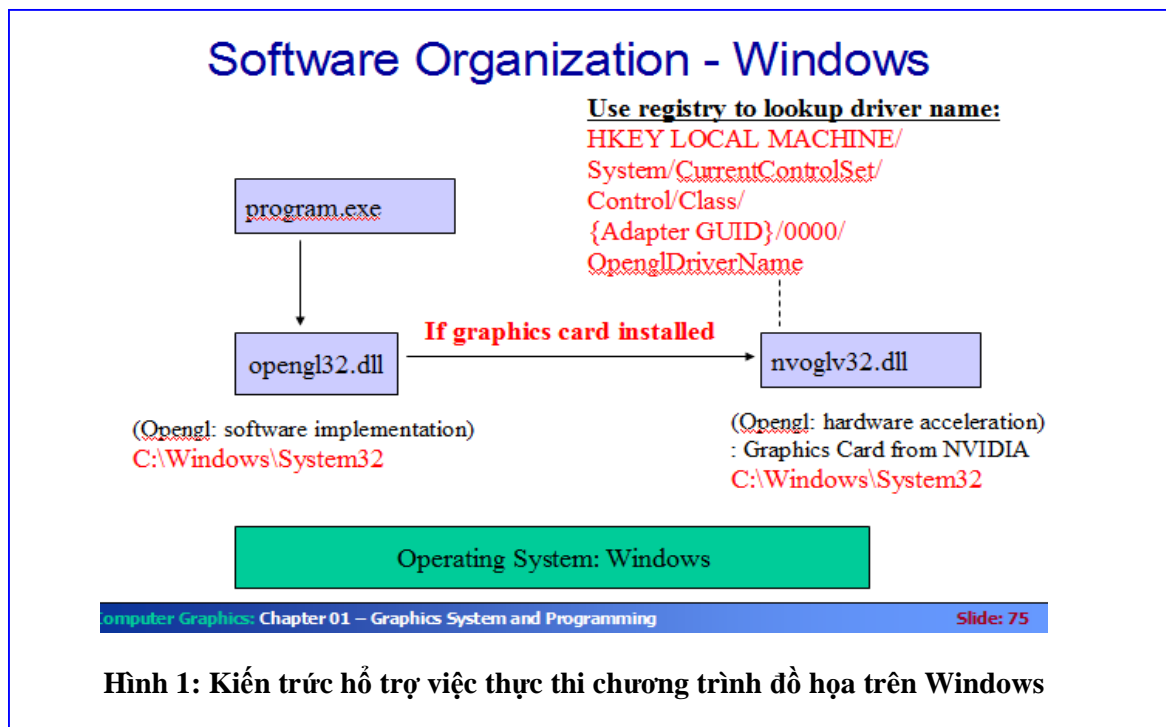 Software Organization - Windows
Use registry to lookup driver name:
HKEY LOCAL MACHINE/
System/CurrentControlSet/
Control/Class/
{Adapter GUID}/0000/
OpenglDriverName
program.exe
If graphics card installed
opengl32.dll
nvoglv32.dll
(Opengl: software implementation)
C:\Windows\System32
(Opengl: hardware acceleration)
: Graphics Card from NVIDIA
C:\Windows\System32
Operating System: Windows
omputer Graphics: Chapter 01 – Graphics System and Programming
Slide: 75
Hình 1: Kiến trúc hổ trợ việc thực thi chương trình đồ họa trên Windows